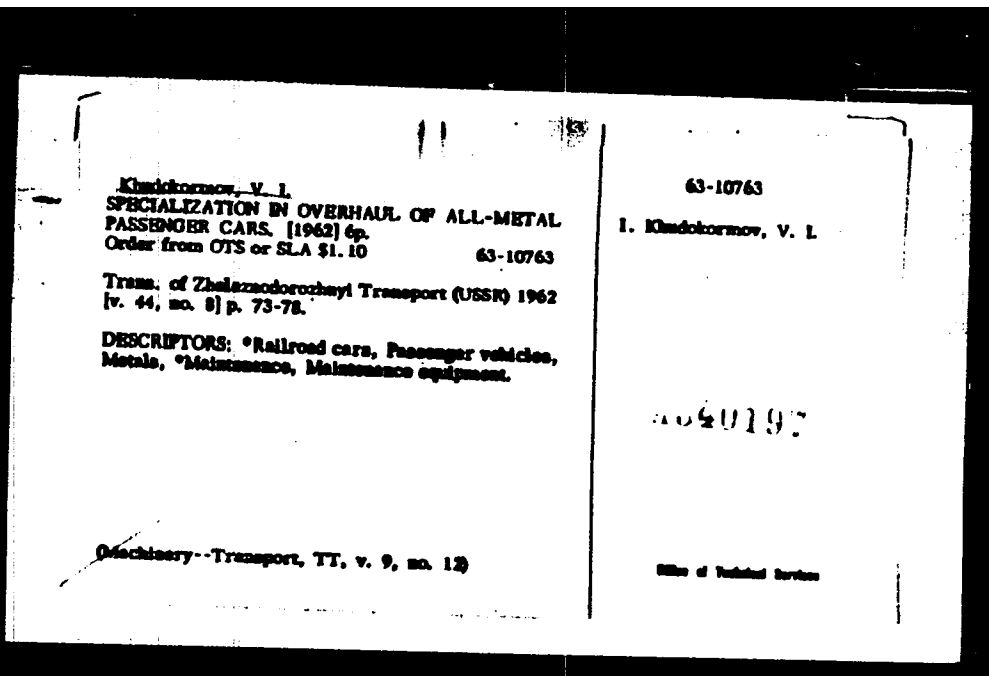 Khudokormov, V. I.
SPECIALIZATION IN OVERHAUL OF ALL-METAL
PASSENGER CARS. [1962] 6p.
Order from OTS or SLA $1.10 63-10763
Trans. of Zheleznodorozhnyi Transport (USSR) 1962
[v. 44, no. 8] p. 73-78.
DESCRIPTORS: *Railroad cars, Passenger vehicles,
Metals, *Maintenance, Maintenance equipment.
(Machinery--Transport, TT, v. 9, no. 12)
63-10763
I. Khudokormov, V. I.
Office of Technical Services